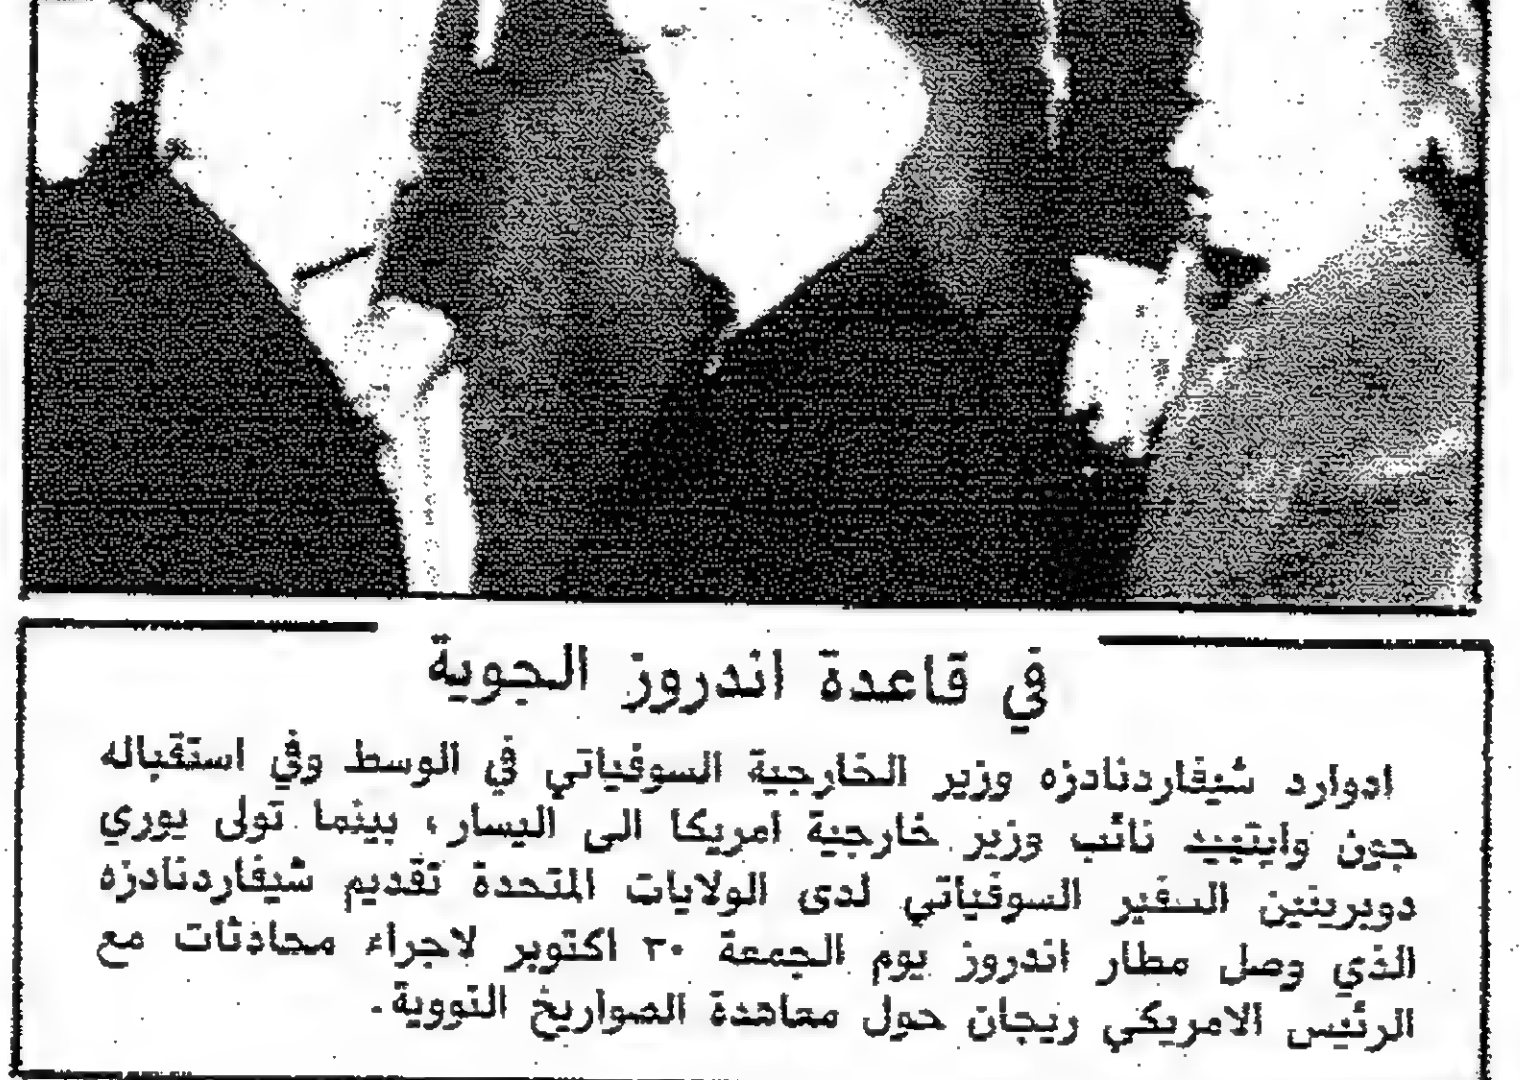 في قاعدة اندروز الجوية
ادوارد شيفاردنادزه وزير الخارجية السوفياتي في الوسط وفي استقباله
جون وايتهيد نائب وزير خارجية امريكا الى اليسار، بينما تولى يوري
دوبرينين السفير السوفياتي لدى الولايات المتحدة تقديم شيفاردنادزه
الذي وصل مطار اندروز يوم الجمعة ٣٠ اكتوبر لاجراء محادثات مع
الرئيس الامريكي ريجان حول معاهدة الصواريخ النووية.